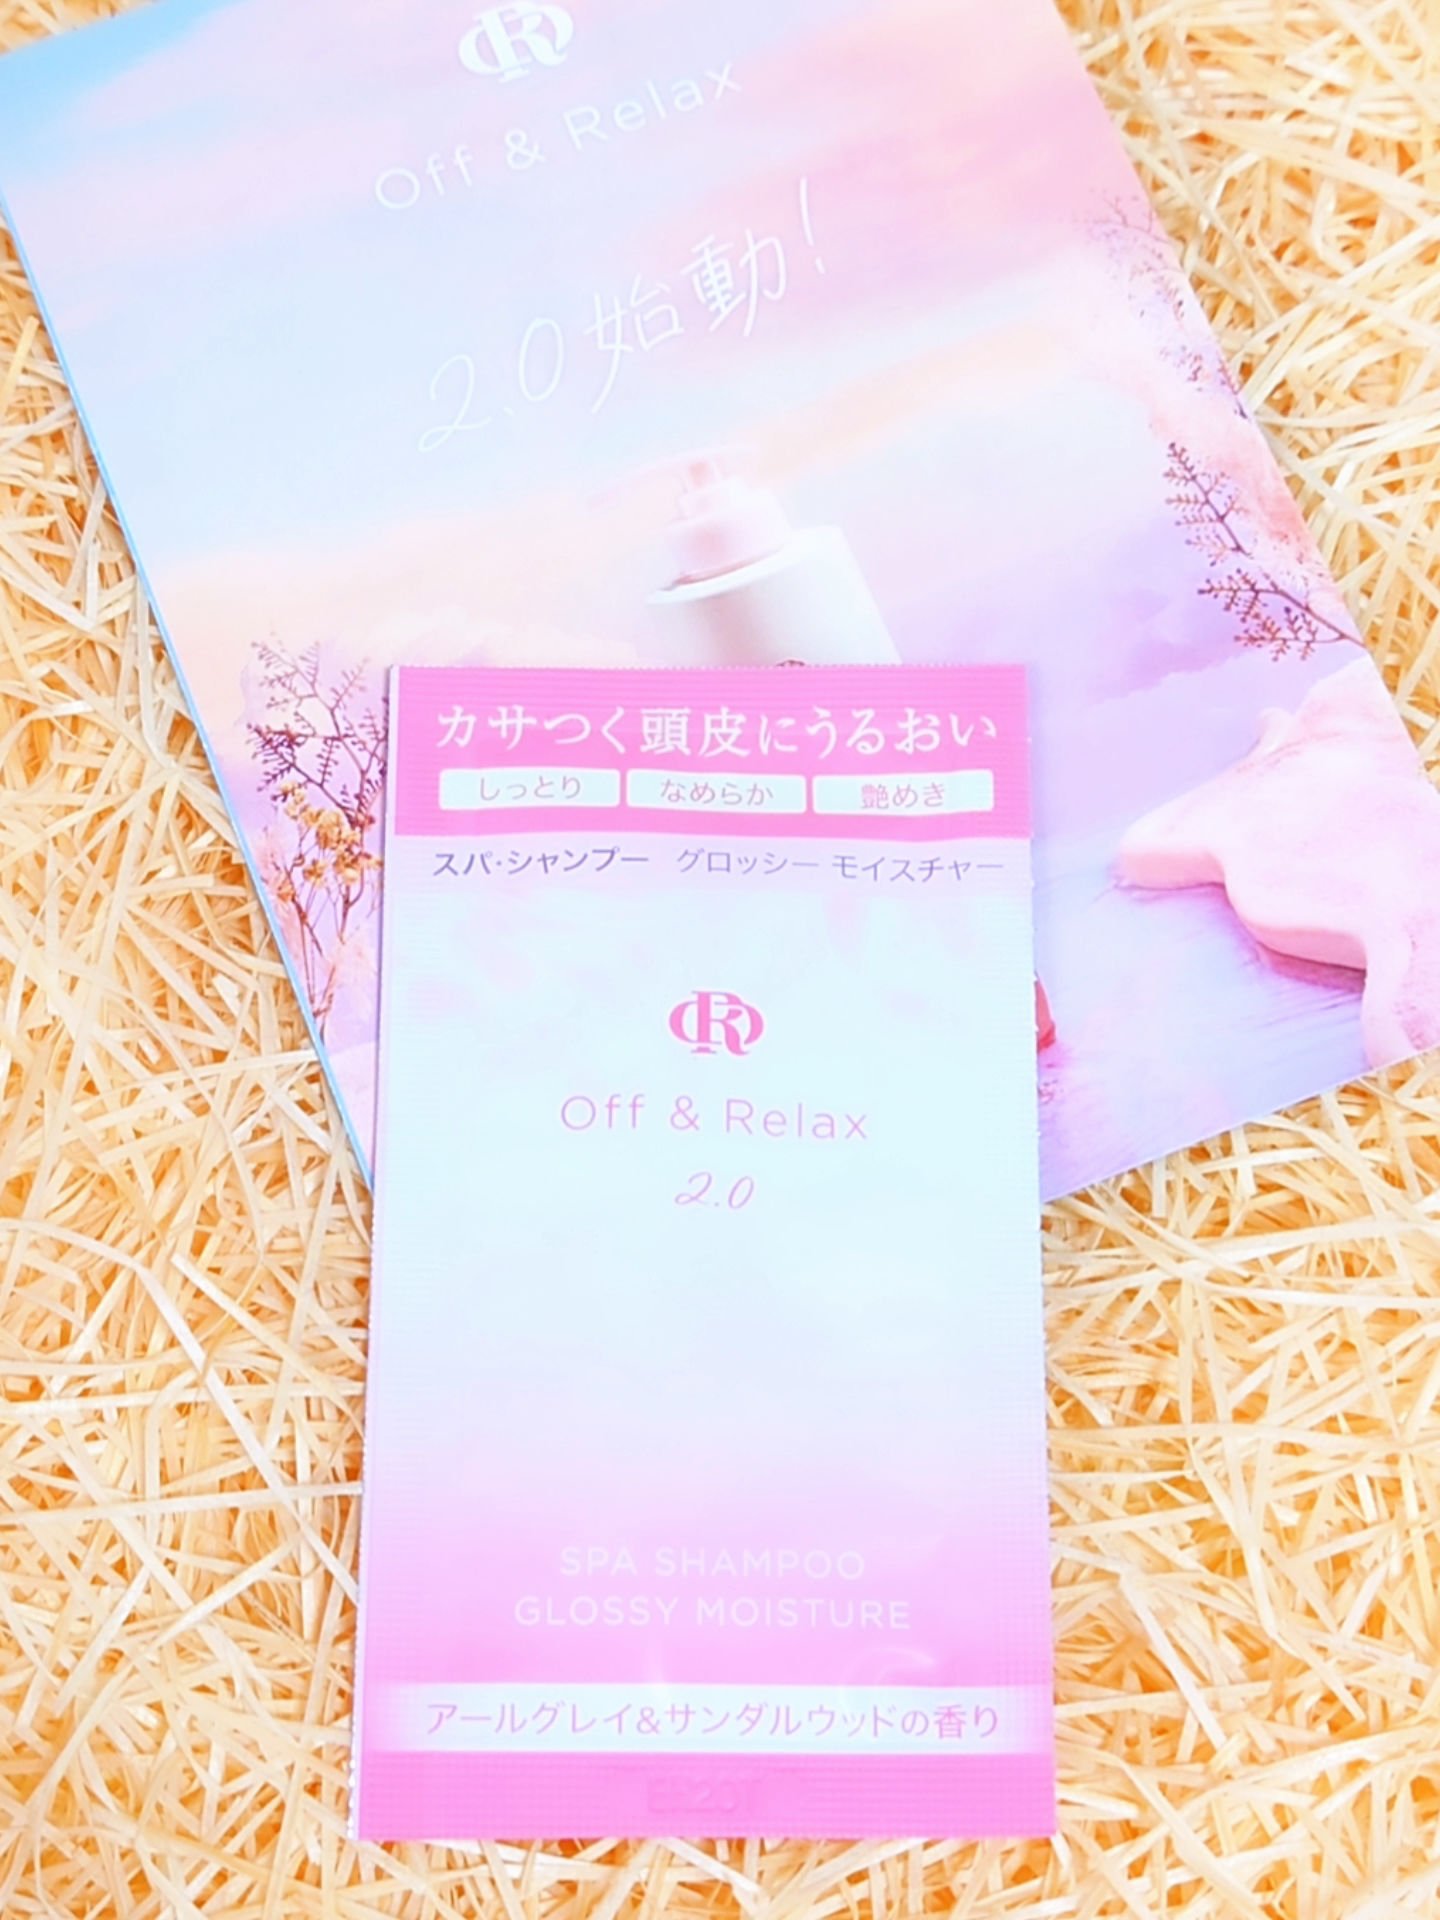 Off & Relax
2.0始動!
カサつく頭皮にうるおい
しっとり なめらか 艶めき
スパ・シャンプー グロッシー モイスチャー
Off & Relax
2.0
SPA SHAMPOO
GLOSSY MOISTURE
アールグレイ&サンダルウッドの香り